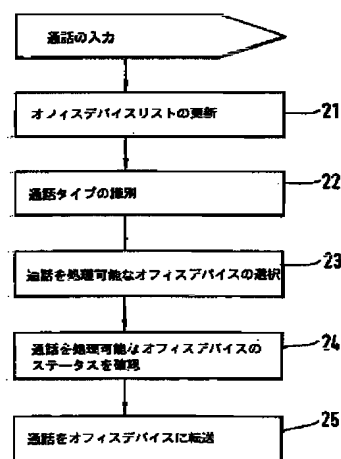 通話の入力
オフィスデバイスリストの更新
21
通話タイプの識別
22
通話を処理可能なオフィスデバイスの選択
23
通話を処理可能なオフィスデバイスの
ステータスを確認
24
通話をオフィスデバイスに転送
25